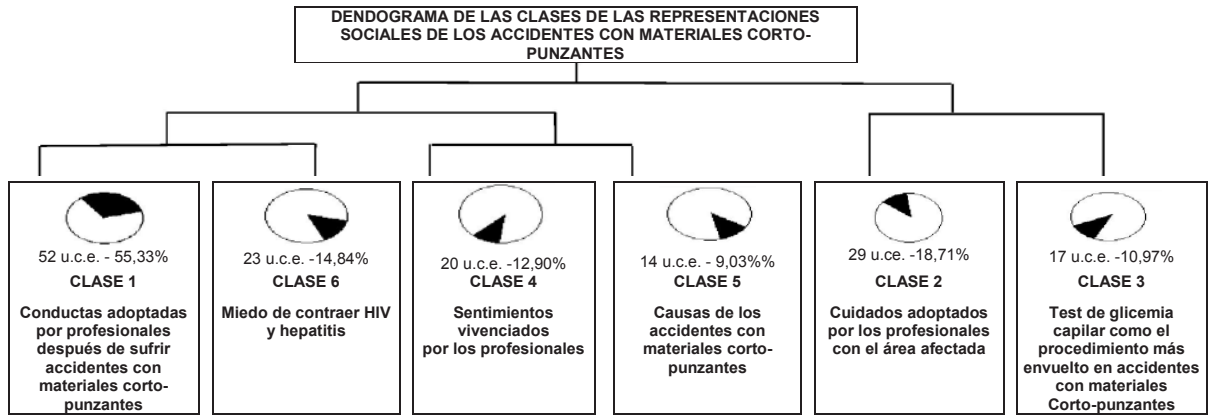 DENDOGRAMA DE LAS CLASES DE LAS REPRESENTACIONES
SOCIALES DE LOS ACCIDENTES CON MATERIALES CORTO-
PUNZANTES
52 u.c.e. - 55,33%
CLASE 1
Conductas adoptadas
por profesionales
después de sufrir
accidentes con
materiales corto-
punzantes
23 u.c.e. -14,84%
CLASE 6
Miedo de contraer HIV
y hepatitis
20 u.c.e. -12,90%
CLASE 4
Sentimientos
vivenciados
por los profesionales
14 u.c.e. - 9,03%%
CLASE 5
Causas de los
accidentes con
materiales corto-
punzantes
29 u.ce. -18,71%
CLASE 2
Cuidados adoptados
por los profesionales
con el área afectada
17 u.c.e. -10,97%
CLASE 3
Test de glicemia
capilar como el
procedimiento más
envuelto en accidentes
con materiales
Corto-punzantes